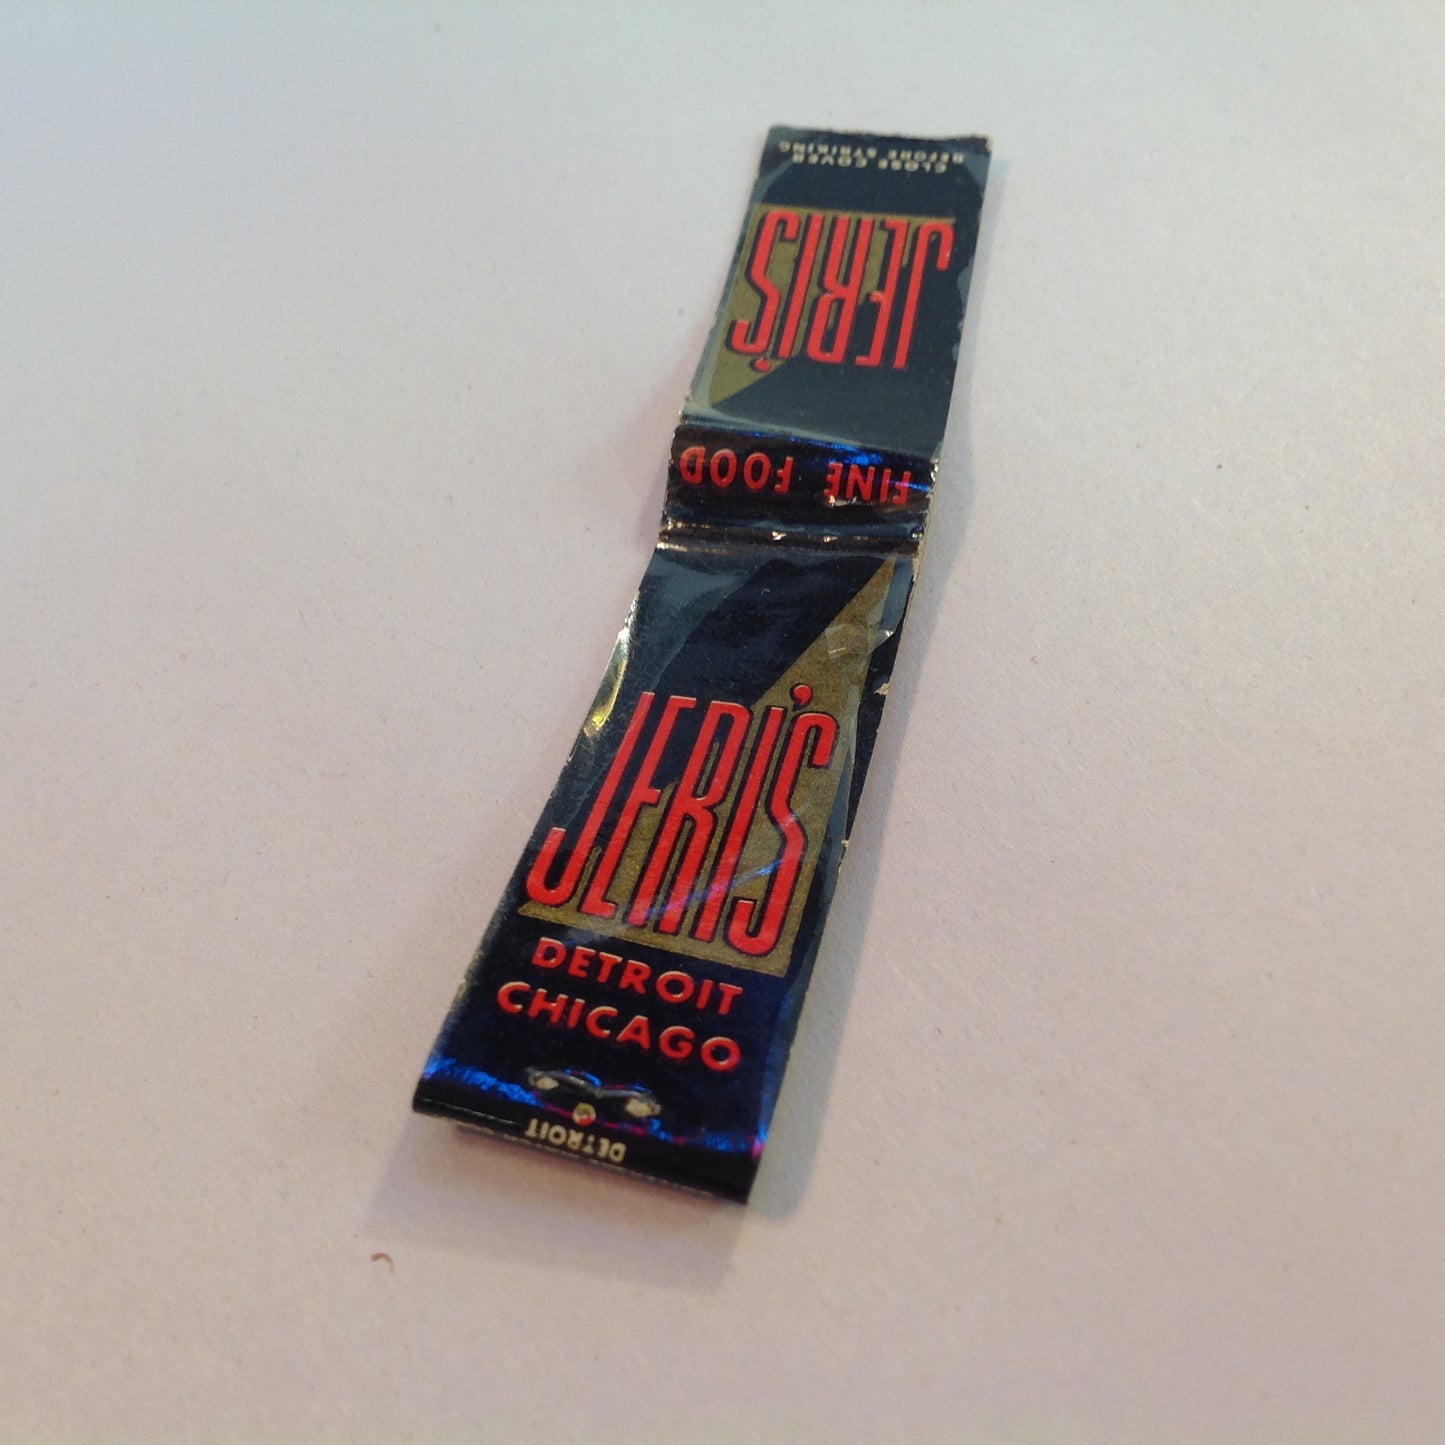 CLOSE COVER
BEFORE STRIKING
JERI'S
FINE FOOD
JERI'S
DETROIT
CHICAGO
DETROIT